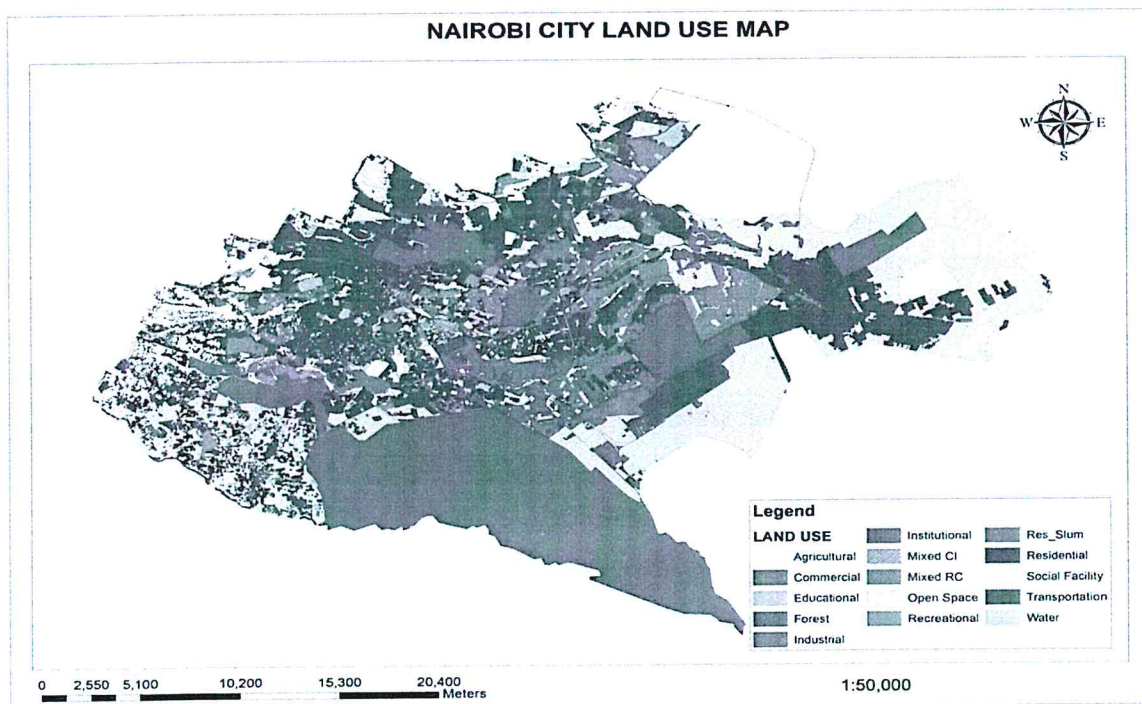 NAIROBI CITY LAND USE MAP
N
W E
S
Legend
LAND USE
Agricultural
Commercial
Educational
Forest
Industrial
Institutional
Mixed CI
Mixed RC
Open Space
Recreational
Res_Slum
Residential
Social Facility
Transportation
Water
0 2,550 5,100 10,200 15,300 20,400
Meters
1:50,000